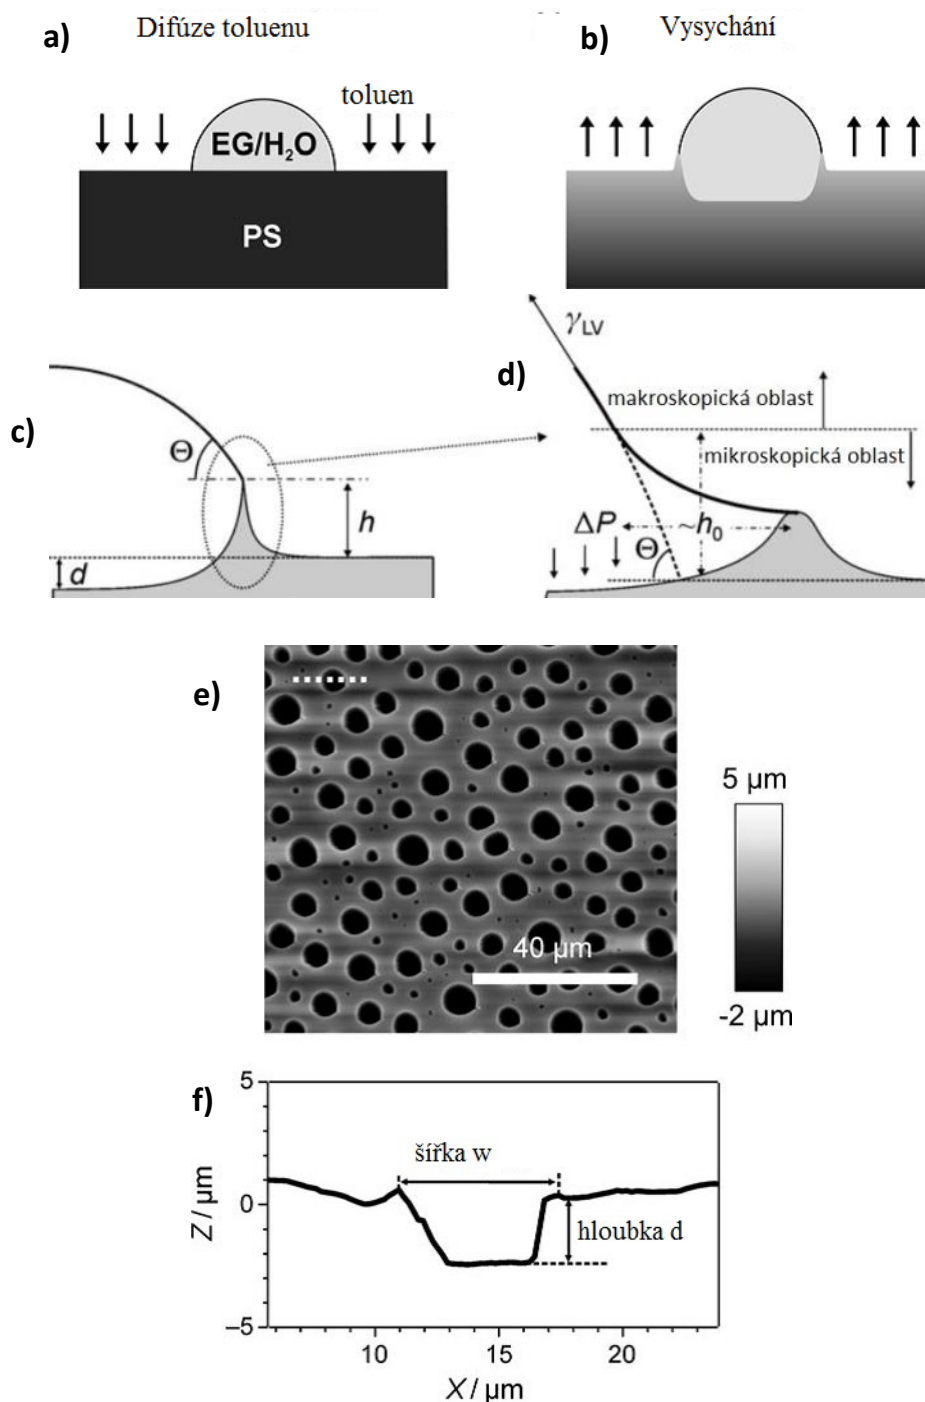 a)
Difúze toluenu
b)
Vysychání
toluen
EG/H₂O
PS
c)
Θ
h
d
d)
γLV
makroskopická oblast
mikroskopická oblast
ΔP
~h₀
Θ
e)
40 µm
5 µm
-2 µm
f)
5
šířka w
Z / µm
0
hloubka d
–5
10
15
20
X / µm